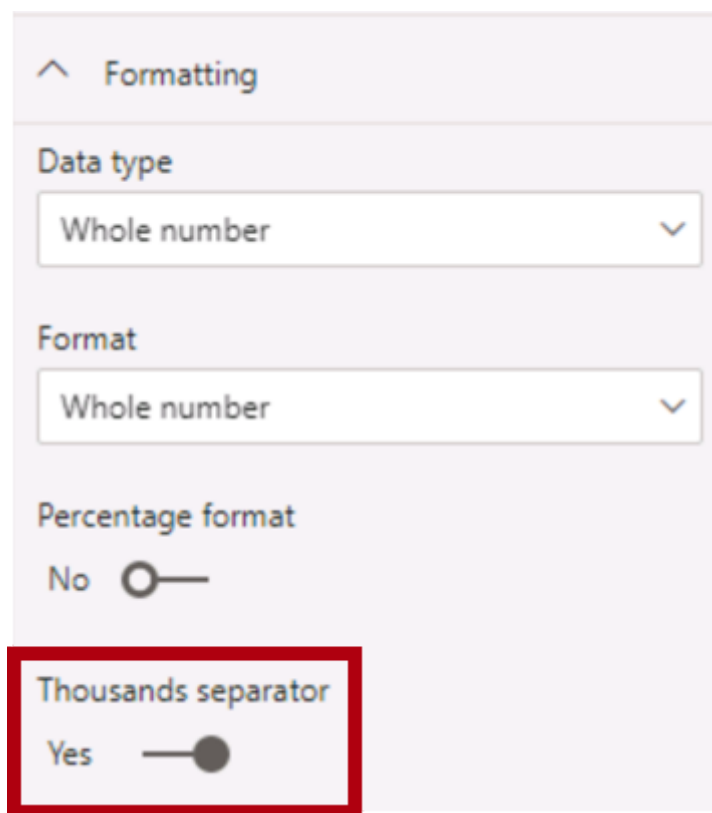 Formatting
Data type
Whole number
Format
Whole number
Percentage format
No
Thousands separator
Yes